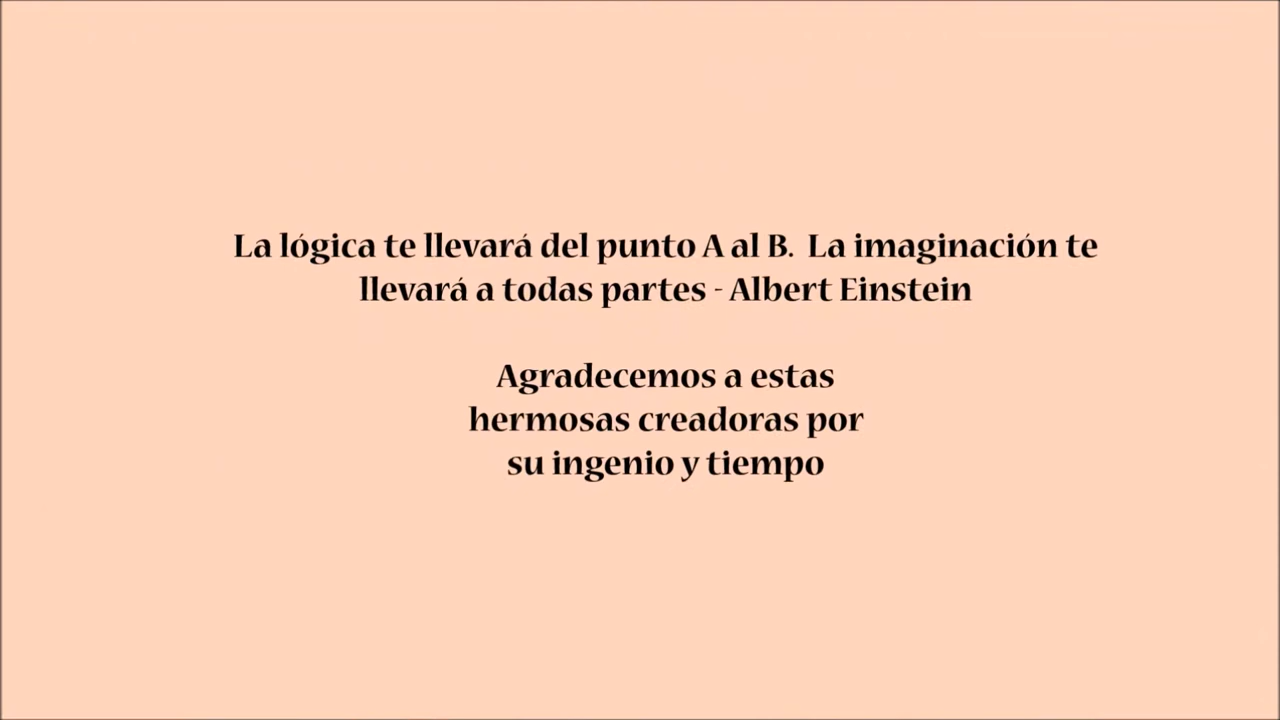 La lógica te llevará del punto A al B.  La imaginación te
llevará a todas partes - Albert Einstein
Agradecemos a estas
hermosas creadoras por
su ingenio y tiempo